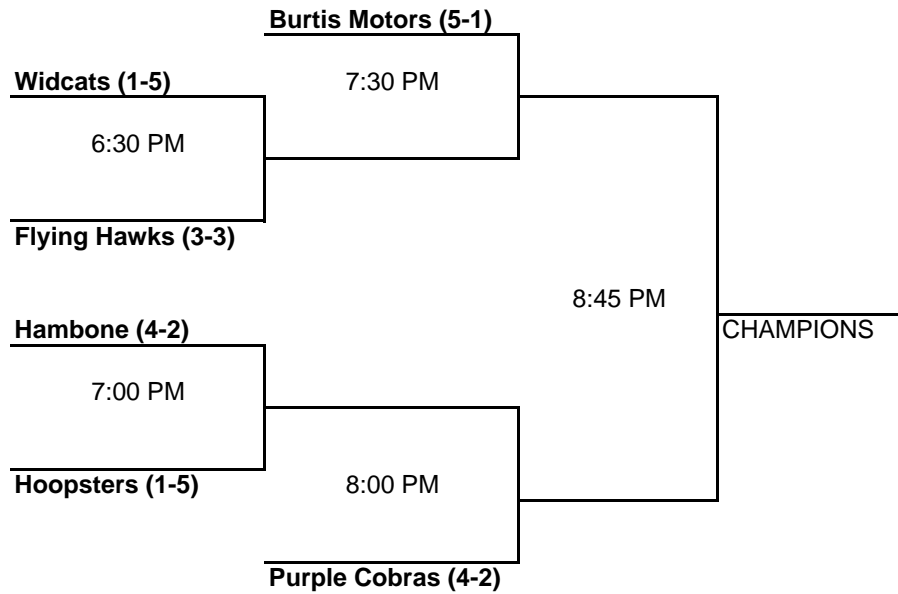 Burtis Motors (5-1)
Widcats (1-5)
7:30 PM
6:30 PM
Flying Hawks (3-3)
8:45 PM
Hambone (4-2)
CHAMPIONS
7:00 PM
Hoopsters (1-5)
8:00 PM
Purple Cobras (4-2)